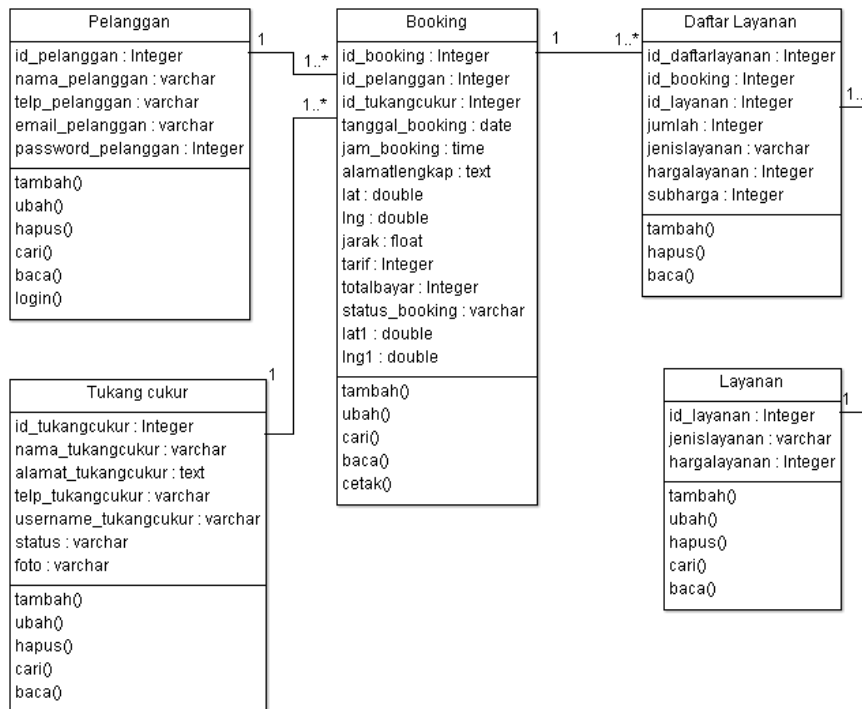 Pelanggan
id_pelanggan : Integer
nama_pelanggan : varchar
telp_pelanggan : varchar
email_pelanggan : varchar
password_pelanggan : Integer
tambah()
ubah()
hapus()
cari()
baca()
login()
1
1..*
1..*
Booking
id_booking : Integer
id_pelanggan : Integer
id_tukangcukur : Integer
tanggal_booking : date
jam_booking : time
alamatlengkap : text
lat : double
lng : double
jarak : float
tarif : Integer
totalbayar : Integer
status_booking : varchar
lat1 : double
lng1 : double
tambah()
ubah()
cari()
baca()
cetak()
1
1..*
Daftar Layanan
id_daftarlayanan : Integer
id_booking : Integer
id_layanan : Integer
jumlah : Integer
jenislayanan : varchar
hargalayanan : Integer
subharga : Integer
tambah()
hapus()
baca()
1..
Tukang cukur
id_tukangcukur : Integer
nama_tukangcukur : varchar
alamat_tukangcukur : text
telp_tukangcukur : varchar
username_tukangcukur : varchar
status : varchar
foto : varchar
tambah()
ubah()
hapus()
cari()
baca()
1
Layanan
id_layanan : Integer
jenislayanan : varchar
hargalayanan : Integer
tambah()
ubah()
hapus()
cari()
baca()
1